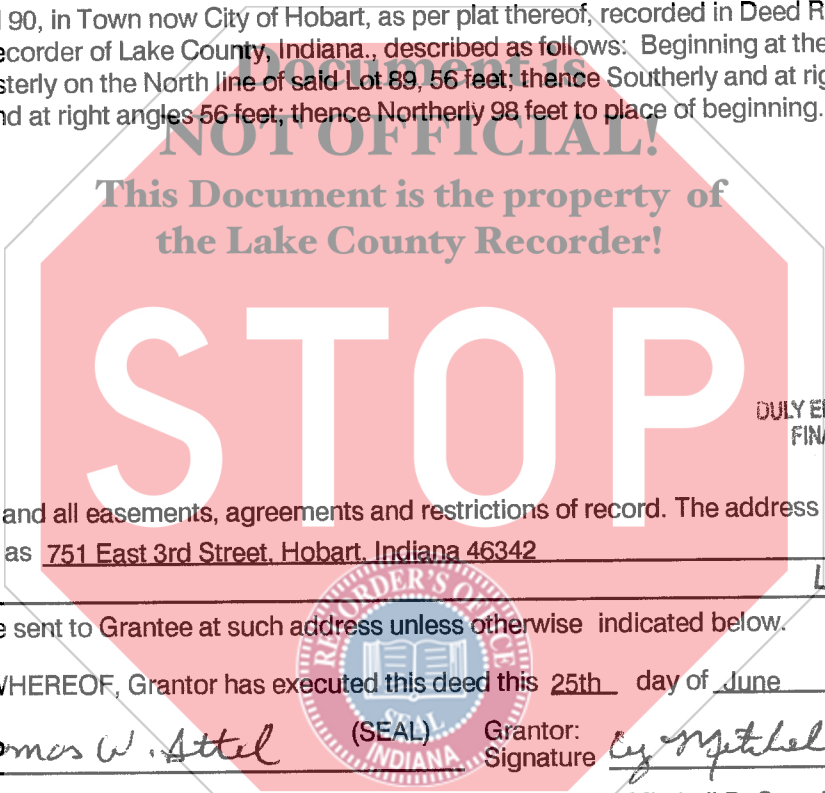 90, in Town now City of Hobart, as per plat thereof, recorded in Deed R
ecorder of Lake County, Indiana., described as follows: Beginning at the
Document is
sterly on the North line of said Lot 89, 56 feet; thence Southerly and at rig
nd at right angles 56 feet; thence Northerly 98 feet to place of beginning.
NOT OFFICIAL!
This Document is the property of
the Lake County Recorder!
STOP
DULY E
FINA
and all easements, agreements and restrictions of record. The address
as 751 East 3rd Street, Hobart, Indiana 46342
L
e sent to Grantee at such address unless otherwise indicated below.
RECORDER'S OFFICE
WHEREOF, Grantor has executed this deed this 25th day of June
SEAL
omas W. Attel (SEAL) Grantor:
Signature By Mitchel
INDIANA